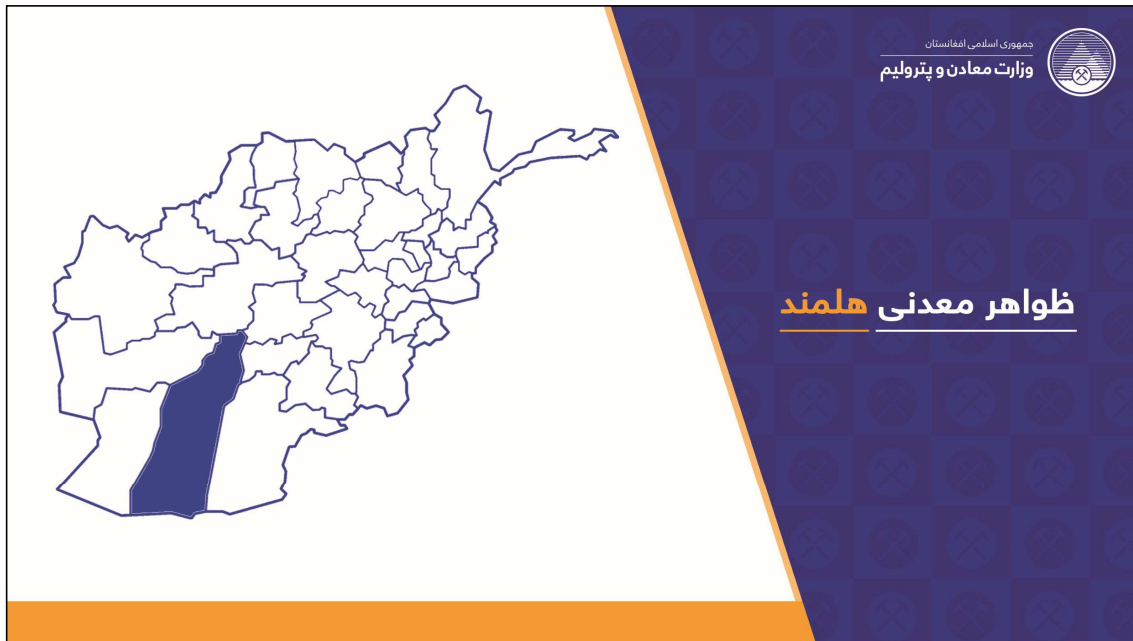 جمهوری اسلامی افغانستان
وزارت معادن و پترولیم
ظواهر معدنی هلمند